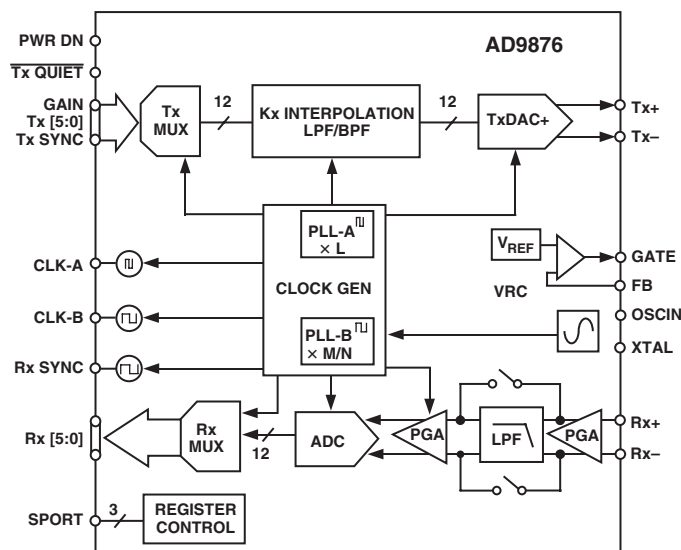 AD9876
PWR DN
Tx QUIET
GAIN
Tx [5:0]
Tx SYNC
Tx
MUX
12
Kx INTERPOLATION
LPF/BPF
12
TxDAC+
Tx+
Tx–
PLL-A
× L
CLOCK GEN
PLL-B
× M/N
CLK-A
CLK-B
Rx SYNC
VREF
VRC
GATE
FB
OSCIN
XTAL
Rx [5:0]
Rx
MUX
12
ADC
PGA
LPF
PGA
Rx+
Rx–
SPORT
3
REGISTER
CONTROL